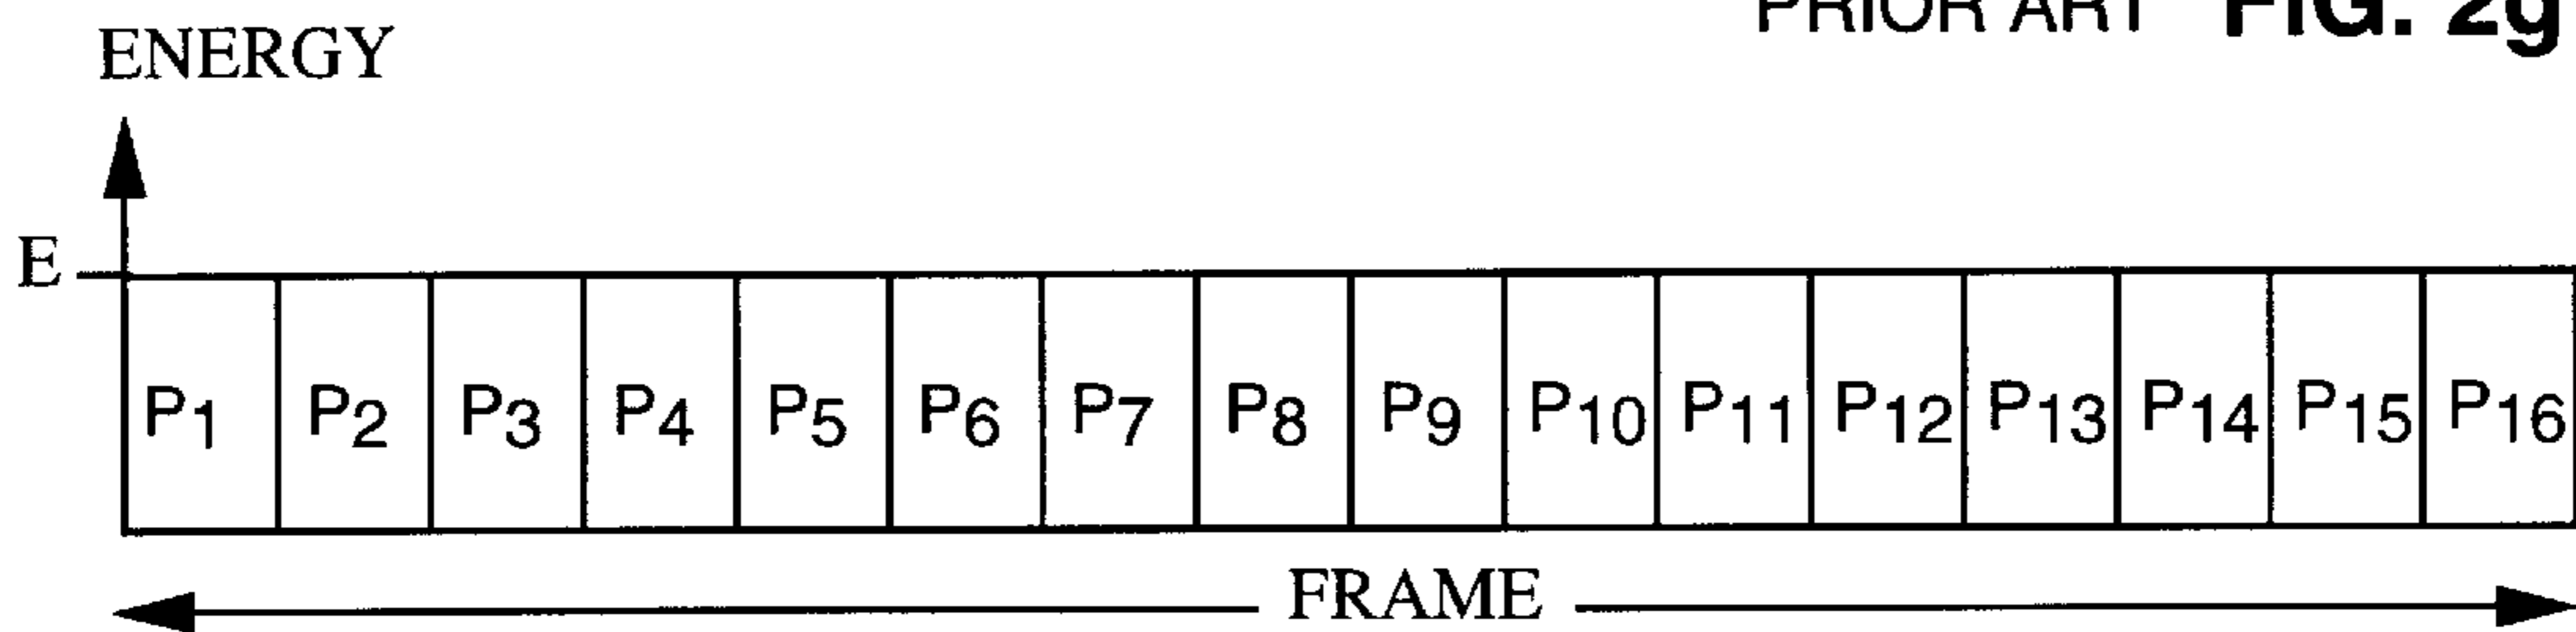 PRIOR ART FIG. 2g
ENERGY
E
P1 P2 P3 P4 P5 P6 P7 P8 P9 P10 P11 P12 P13 P14 P15 P16
FRAME